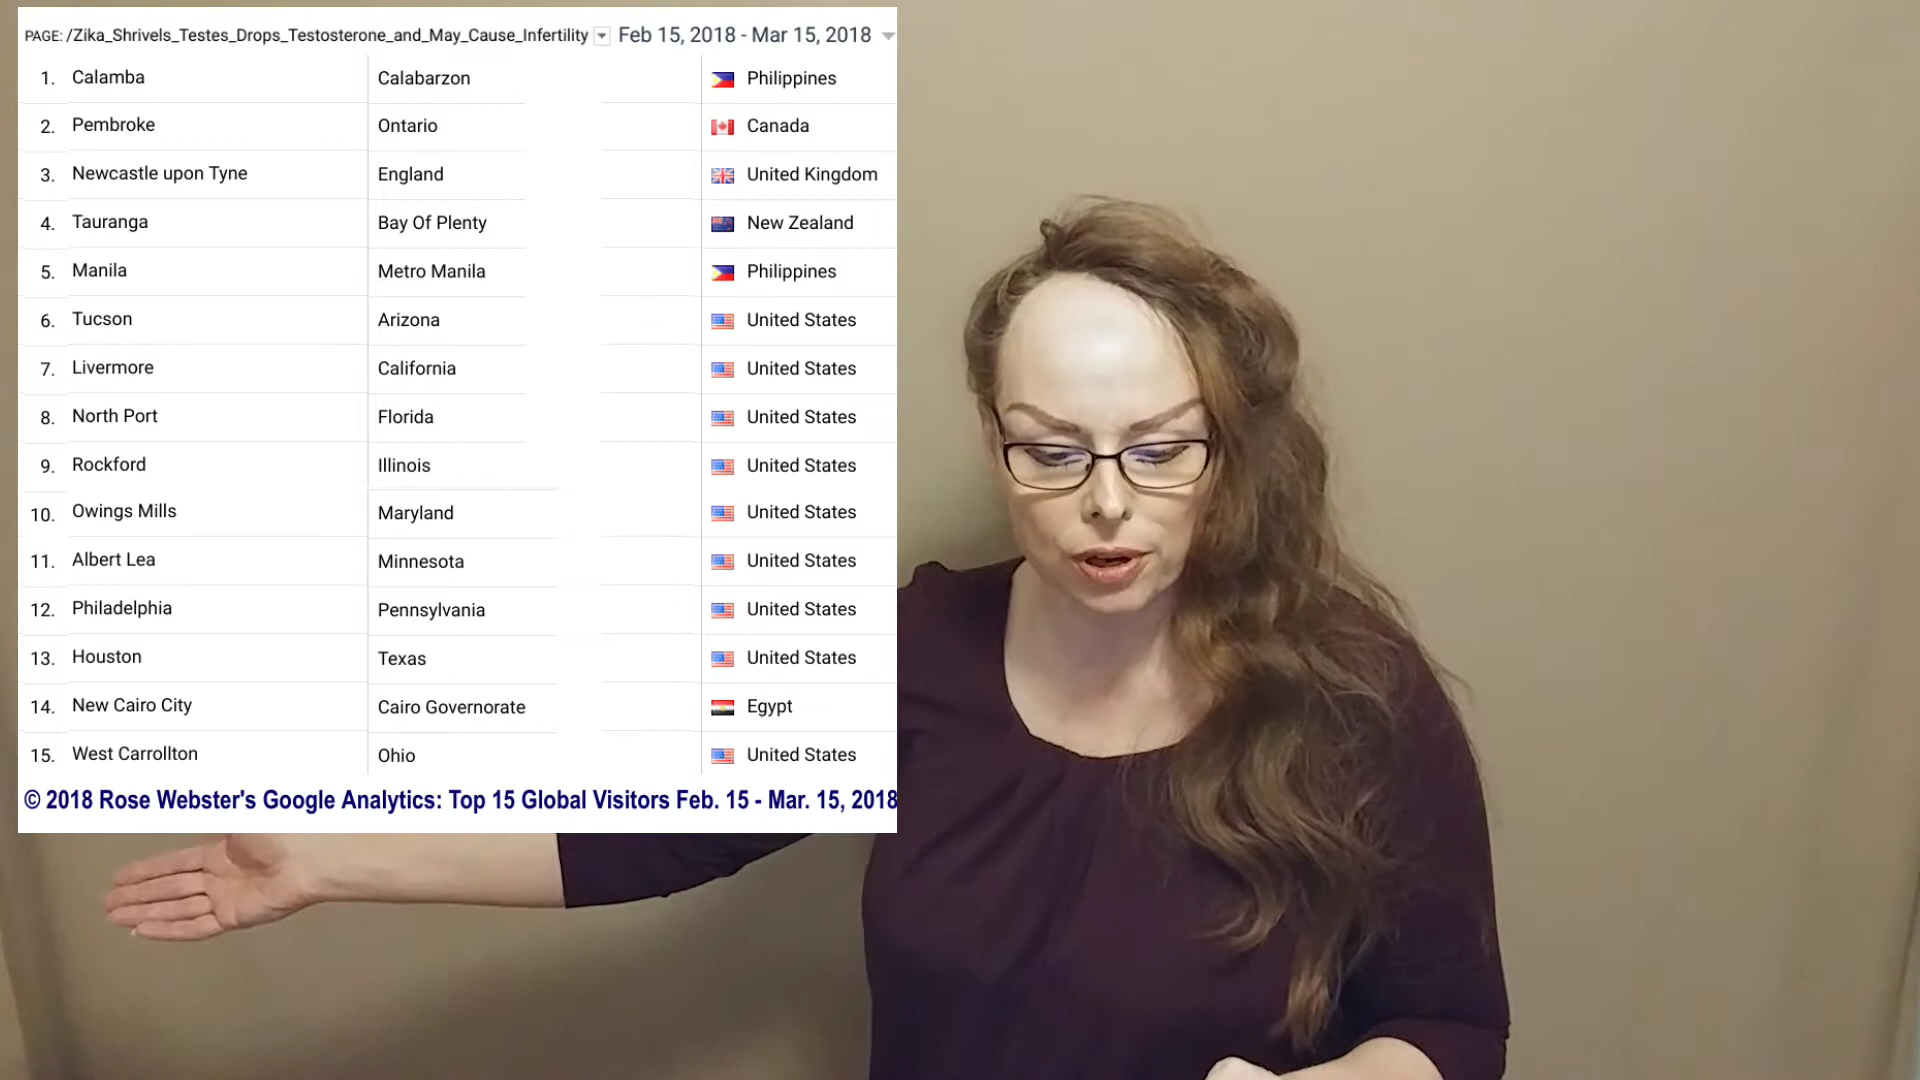 PAGE: /Zika_Shrivels_Testes_Drops_Testosterone_and_May_Cause_Infertility Feb 15, 2018 - Mar 15, 2018
1. Calamba Calabarzon Philippines
2. Pembroke Ontario Canada
3. Newcastle upon Tyne England United Kingdom
4. Tauranga Bay Of Plenty New Zealand
5. Manila Metro Manila Philippines
6. Tucson Arizona United States
7. Livermore California United States
8. North Port Florida United States
9. Rockford Illinois United States
10. Owings Mills Maryland United States
11. Albert Lea Minnesota United States
12. Philadelphia Pennsylvania United States
13. Houston Texas United States
14. New Cairo City Cairo Governorate Egypt
15. West Carrollton Ohio United States
© 2018 Rose Webster's Google Analytics: Top 15 Global Visitors Feb. 15 - Mar. 15, 2018